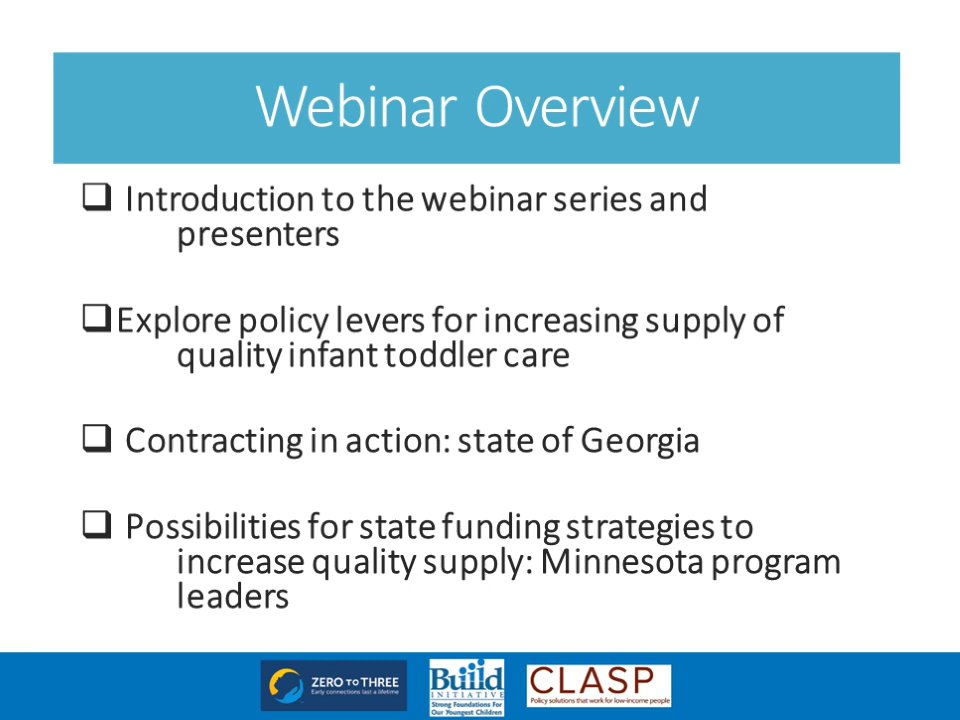 Webinar Overview
❑ Introduction to the webinar series and
presenters
❑Explore policy levers for increasing supply of
quality infant toddler care
❑ Contracting in action: state of Georgia
❑ Possibilities for state funding strategies to
increase quality supply: Minnesota program
leaders
ZERO TO THREE
Early connections last a lifetime
Build
INITIATIVE
Strong Foundations For
Our Youngest Children
CLASP
Policy solutions that work for low-income people